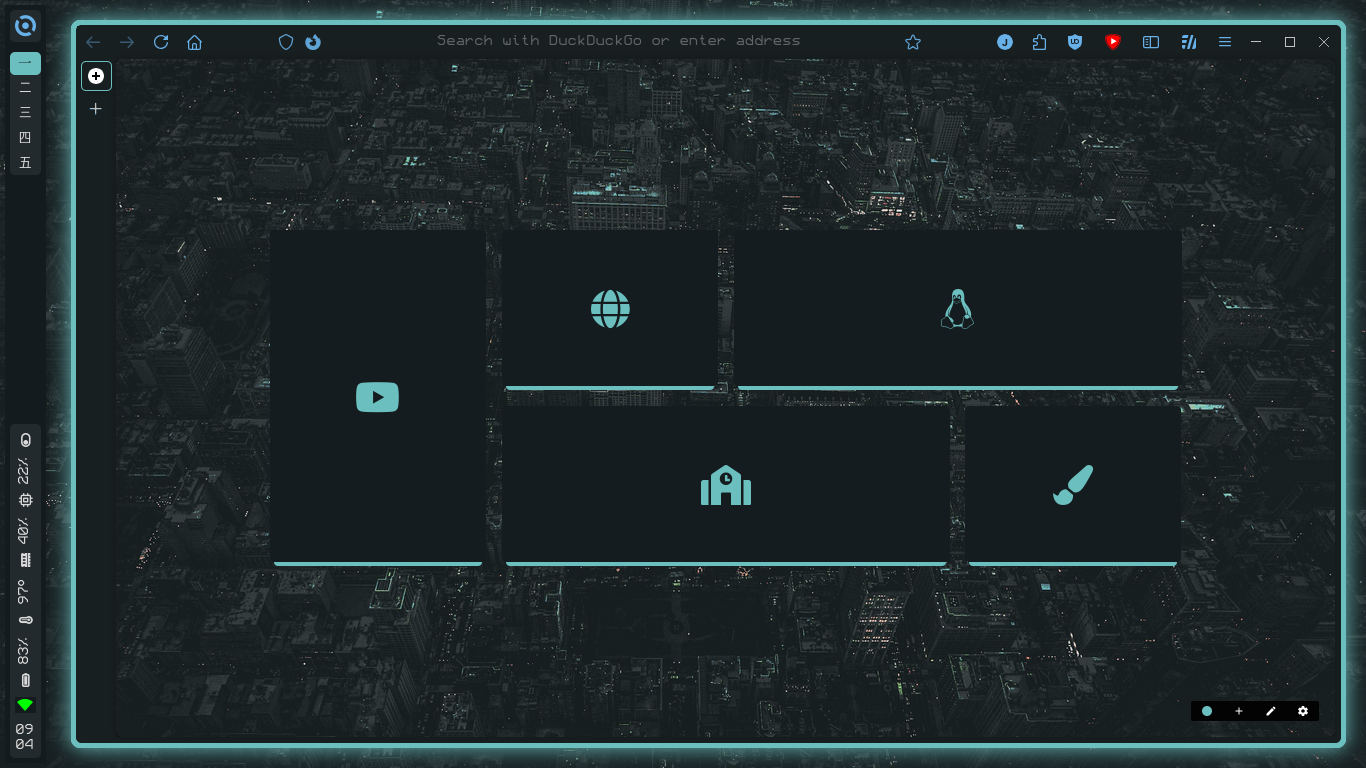 Search with DuckDuckGo or enter address
J
一
二
三
四
五
22%
40%
97°
83%
09
04